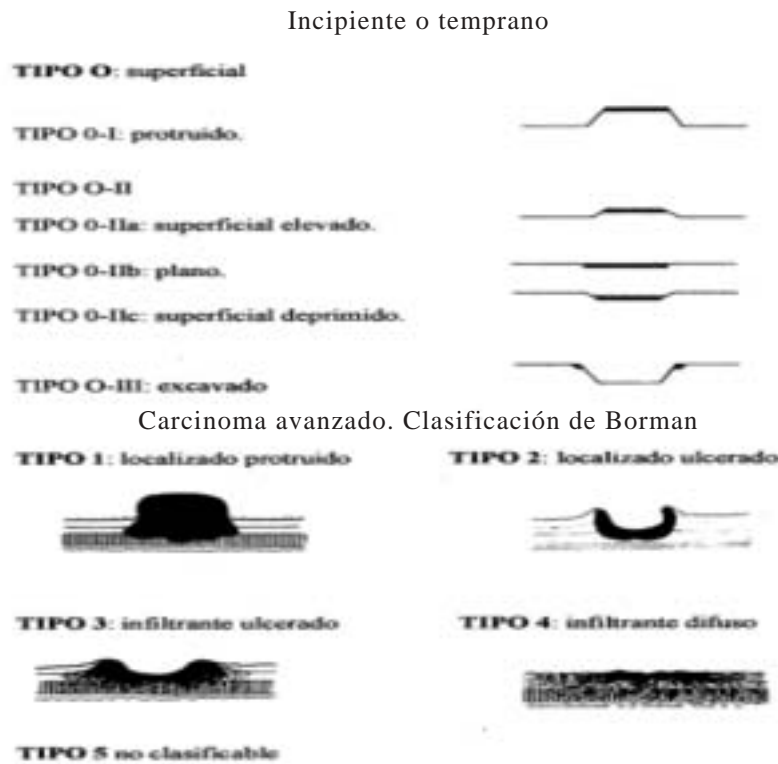 Incipiente o temprano
TIPO O: superficial
TIPO 0-I: protruido.
TIPO O-II
TIPO 0-IIa: superficial elevado.
TIPO 0-IIb: plano.
TIPO 0-IIc: superficial deprimido.
TIPO O-III: excavado
Carcinoma avanzado. Clasificación de Borman
TIPO 1: localizado protruido
TIPO 2: localizado ulcerado
TIPO 3: infiltrante ulcerado
TIPO 4: infiltrante difuso
TIPO 5 no clasificable